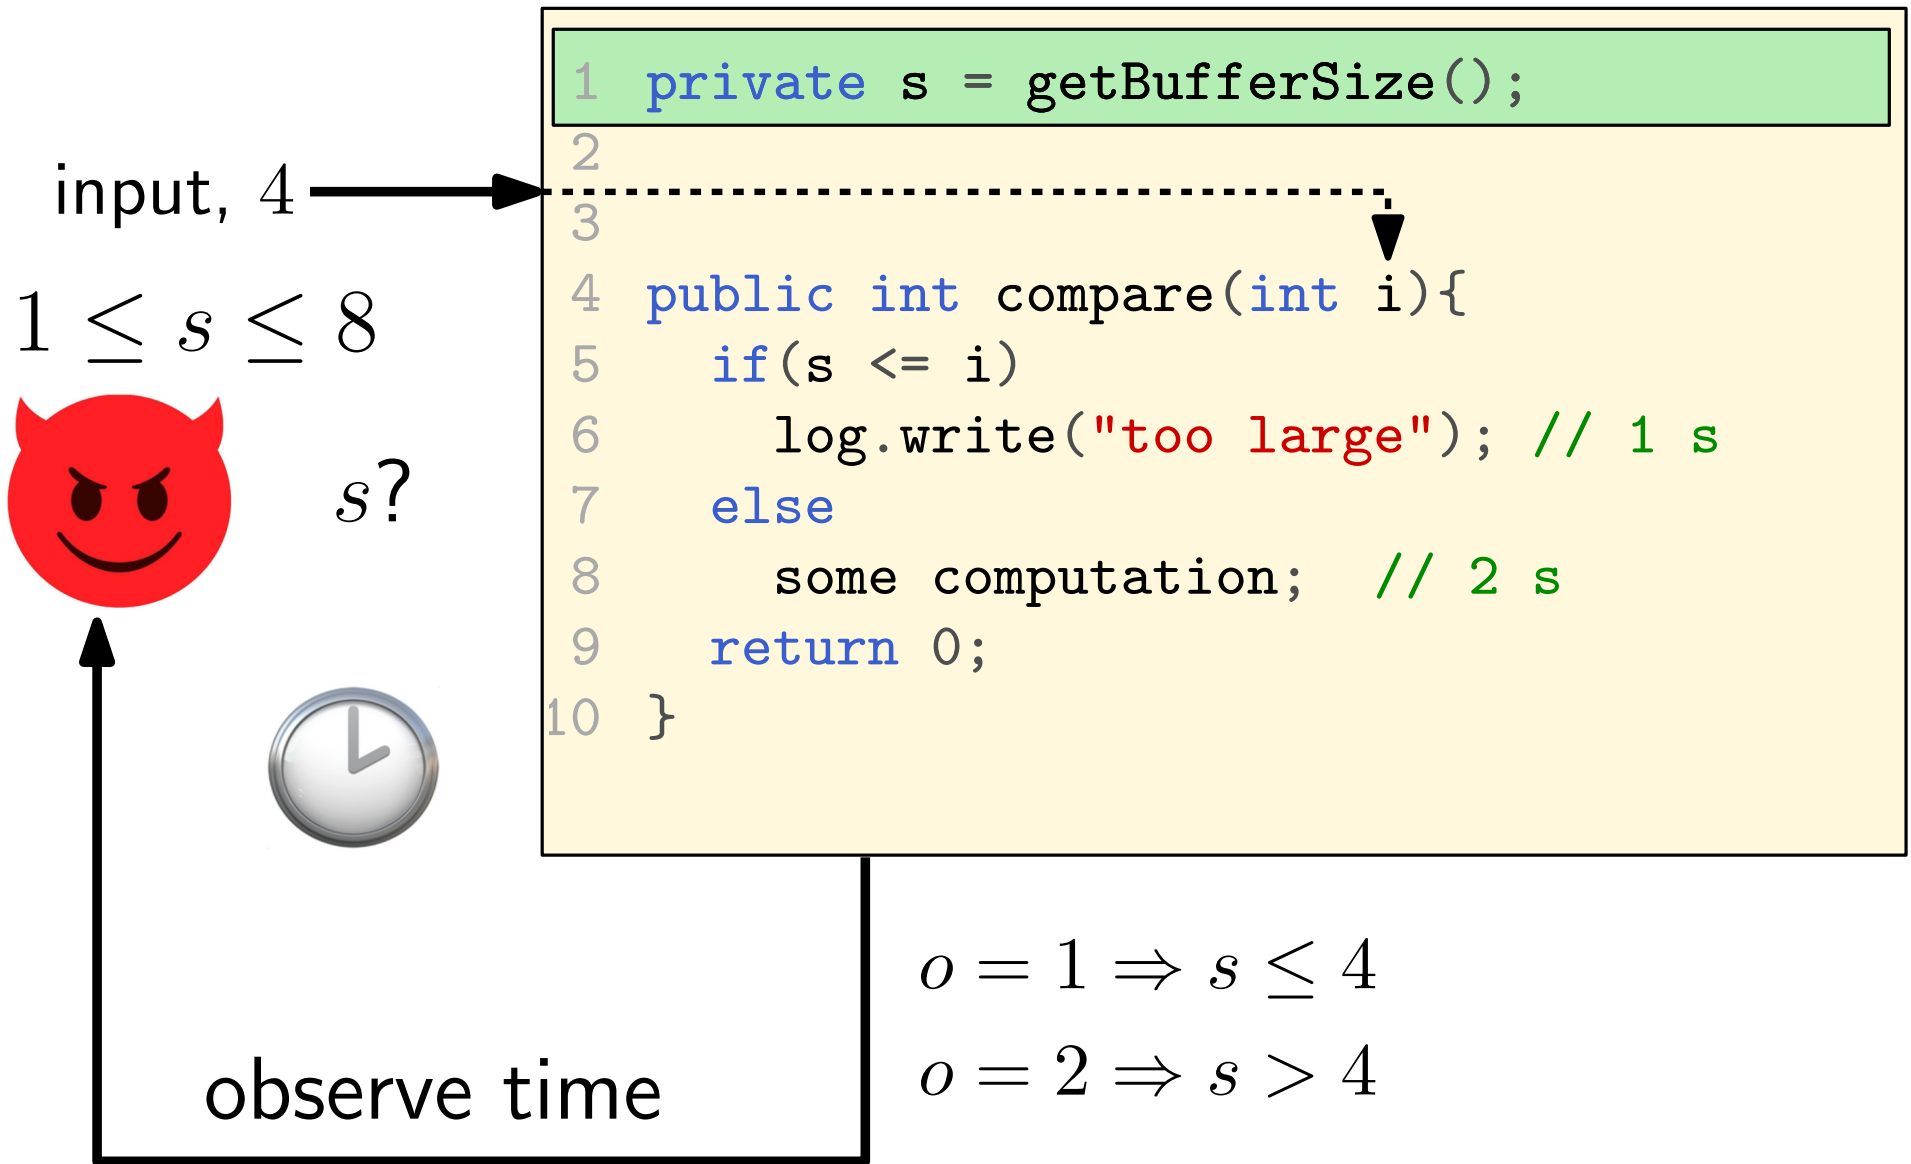 1 private s = getBufferSize();
2
input, 4
3
1 ≤ s ≤ 8
4 public int compare(int i){
5 if(s <= i)
6 log.write("too large"); // 1 s
s?
7 else
8 some computation; // 2 s
9 return 0;
10 }
o = 1 ⇒ s ≤ 4
o = 2 ⇒ s > 4
observe time